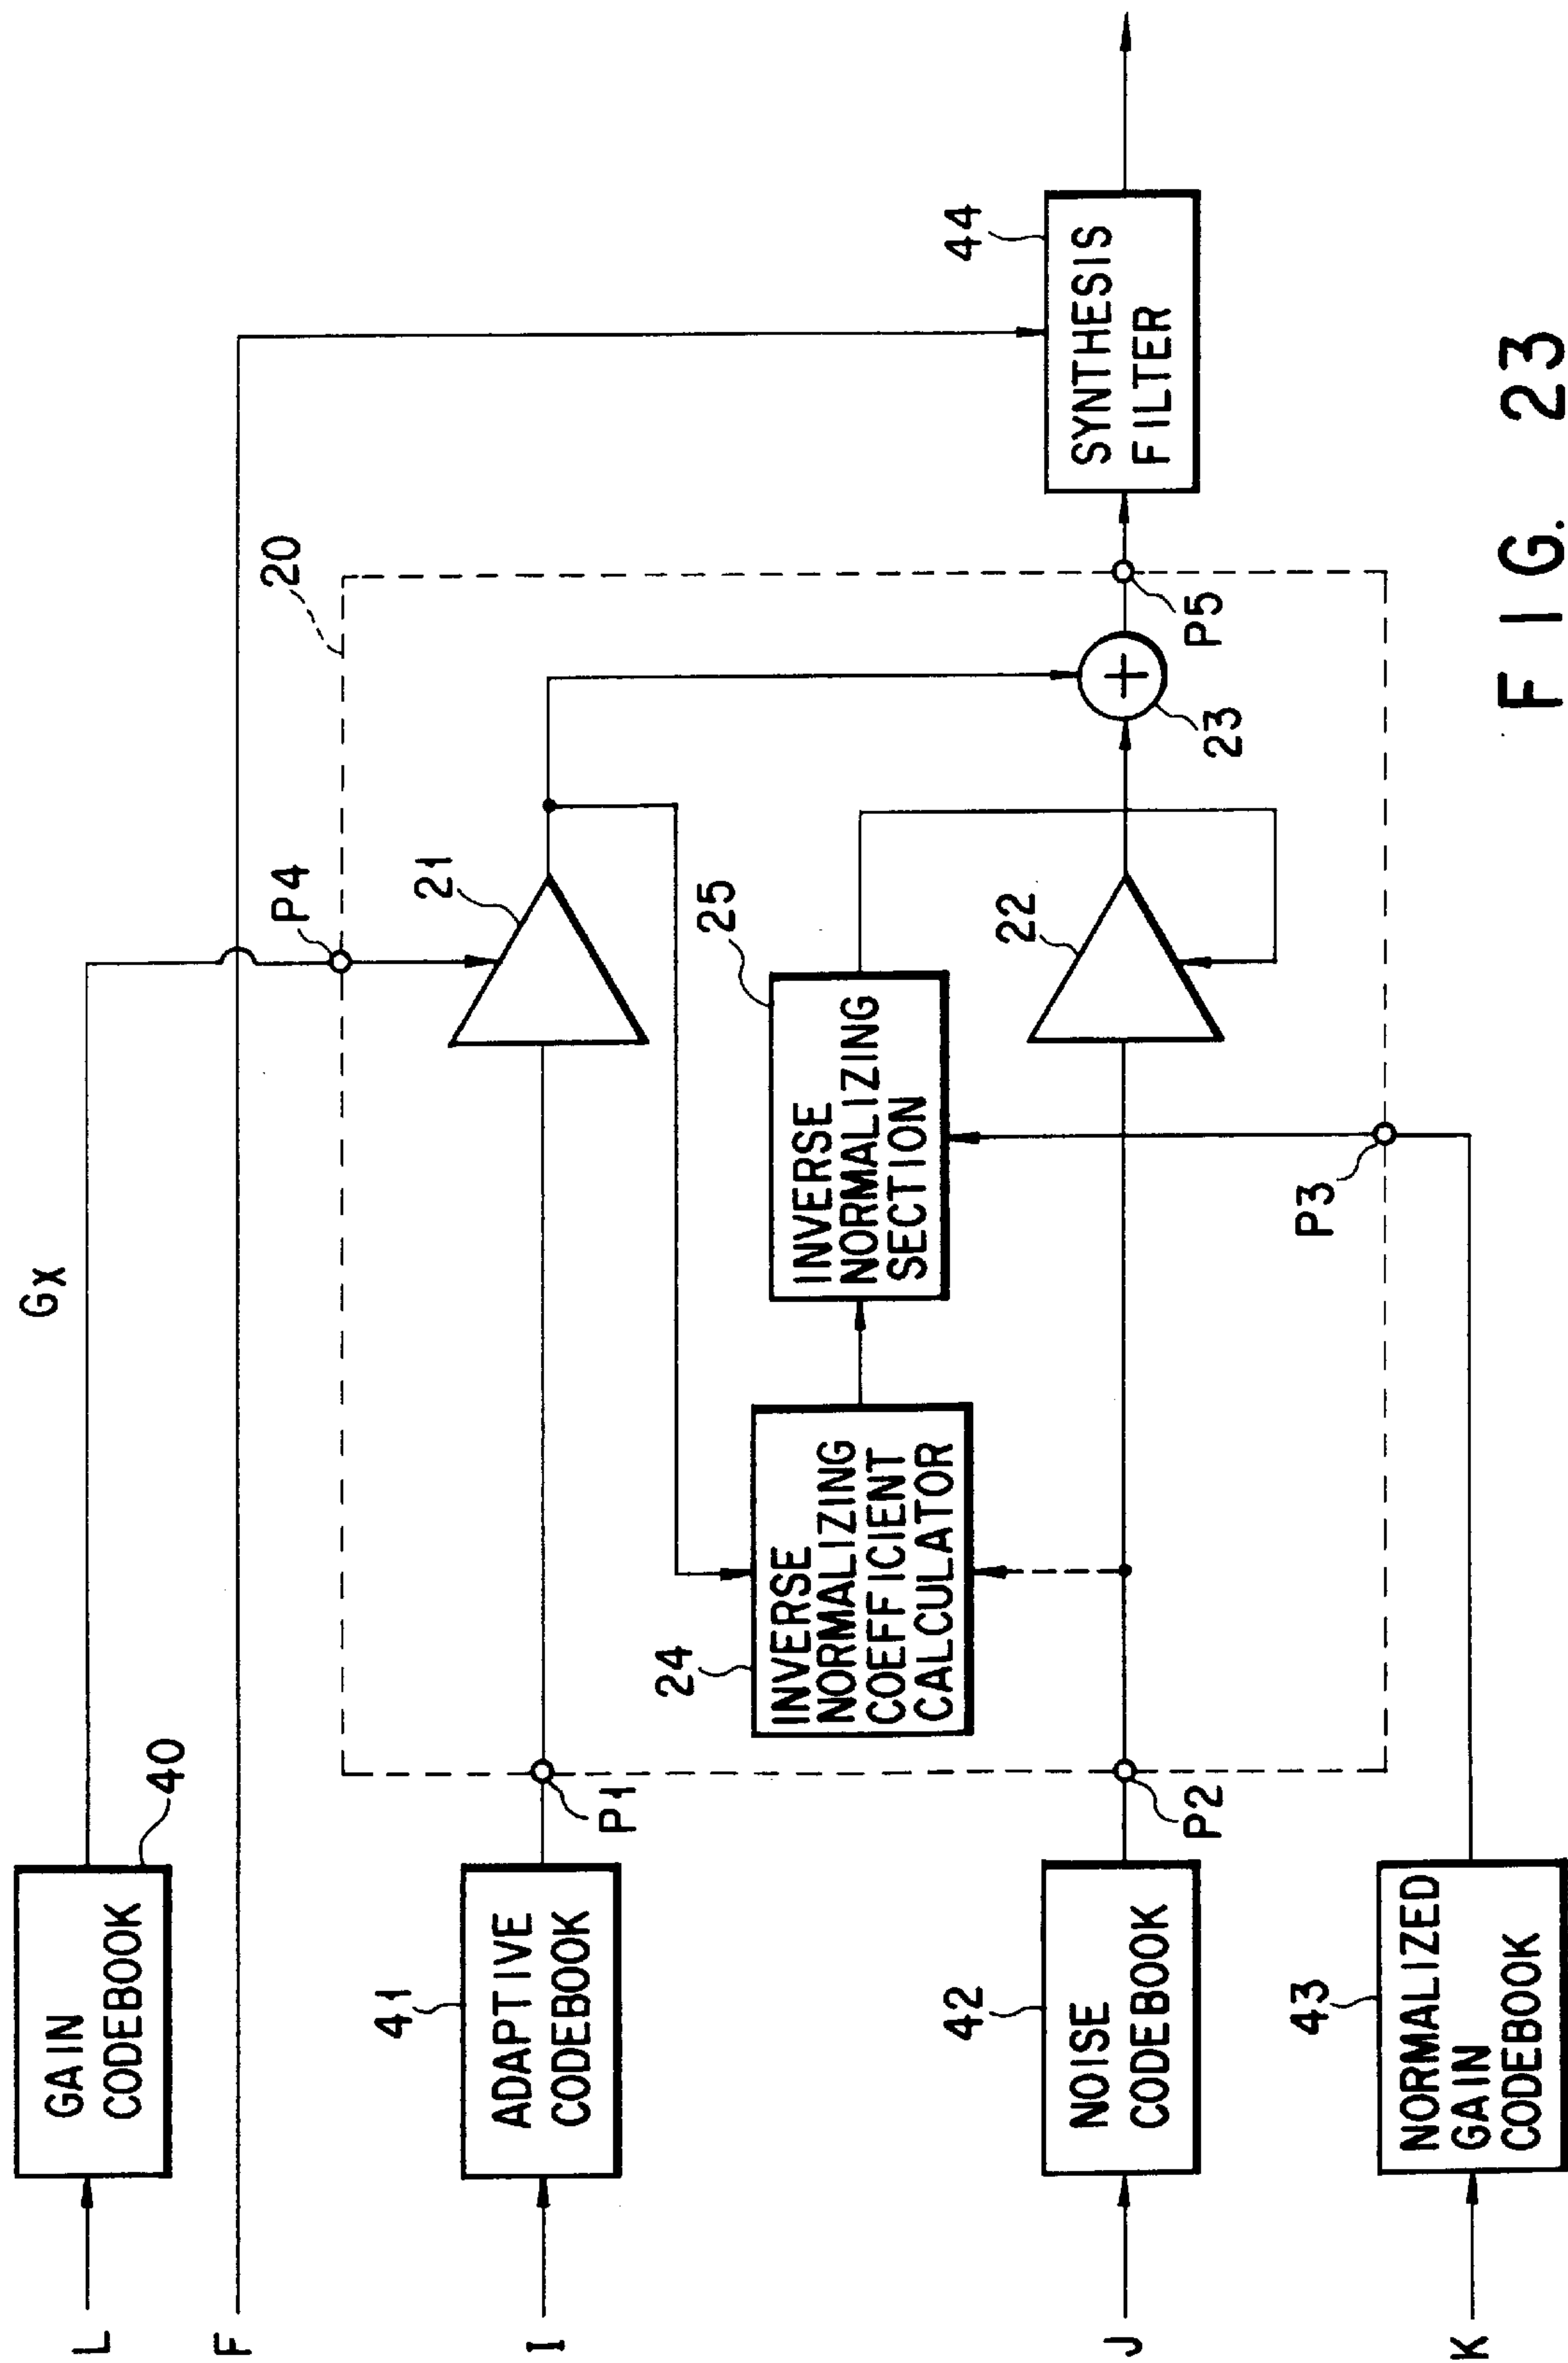 L
GAIN
CODEBOOK
40
Gx
F
P4
20
I
ADAPTIVE
CODEBOOK
41
P1
21
24
INVERSE
NORMALIZING
COEFFICIENT
CALCULATOR
25
INVERSE
NORMALIZING
SECTION
J
NOISE
CODEBOOK
42
P2
22
+
23
P5
44
SYNTHESIS
FILTER
K
NORMALIZED
GAIN
CODEBOOK
43
P3
FIG. 23